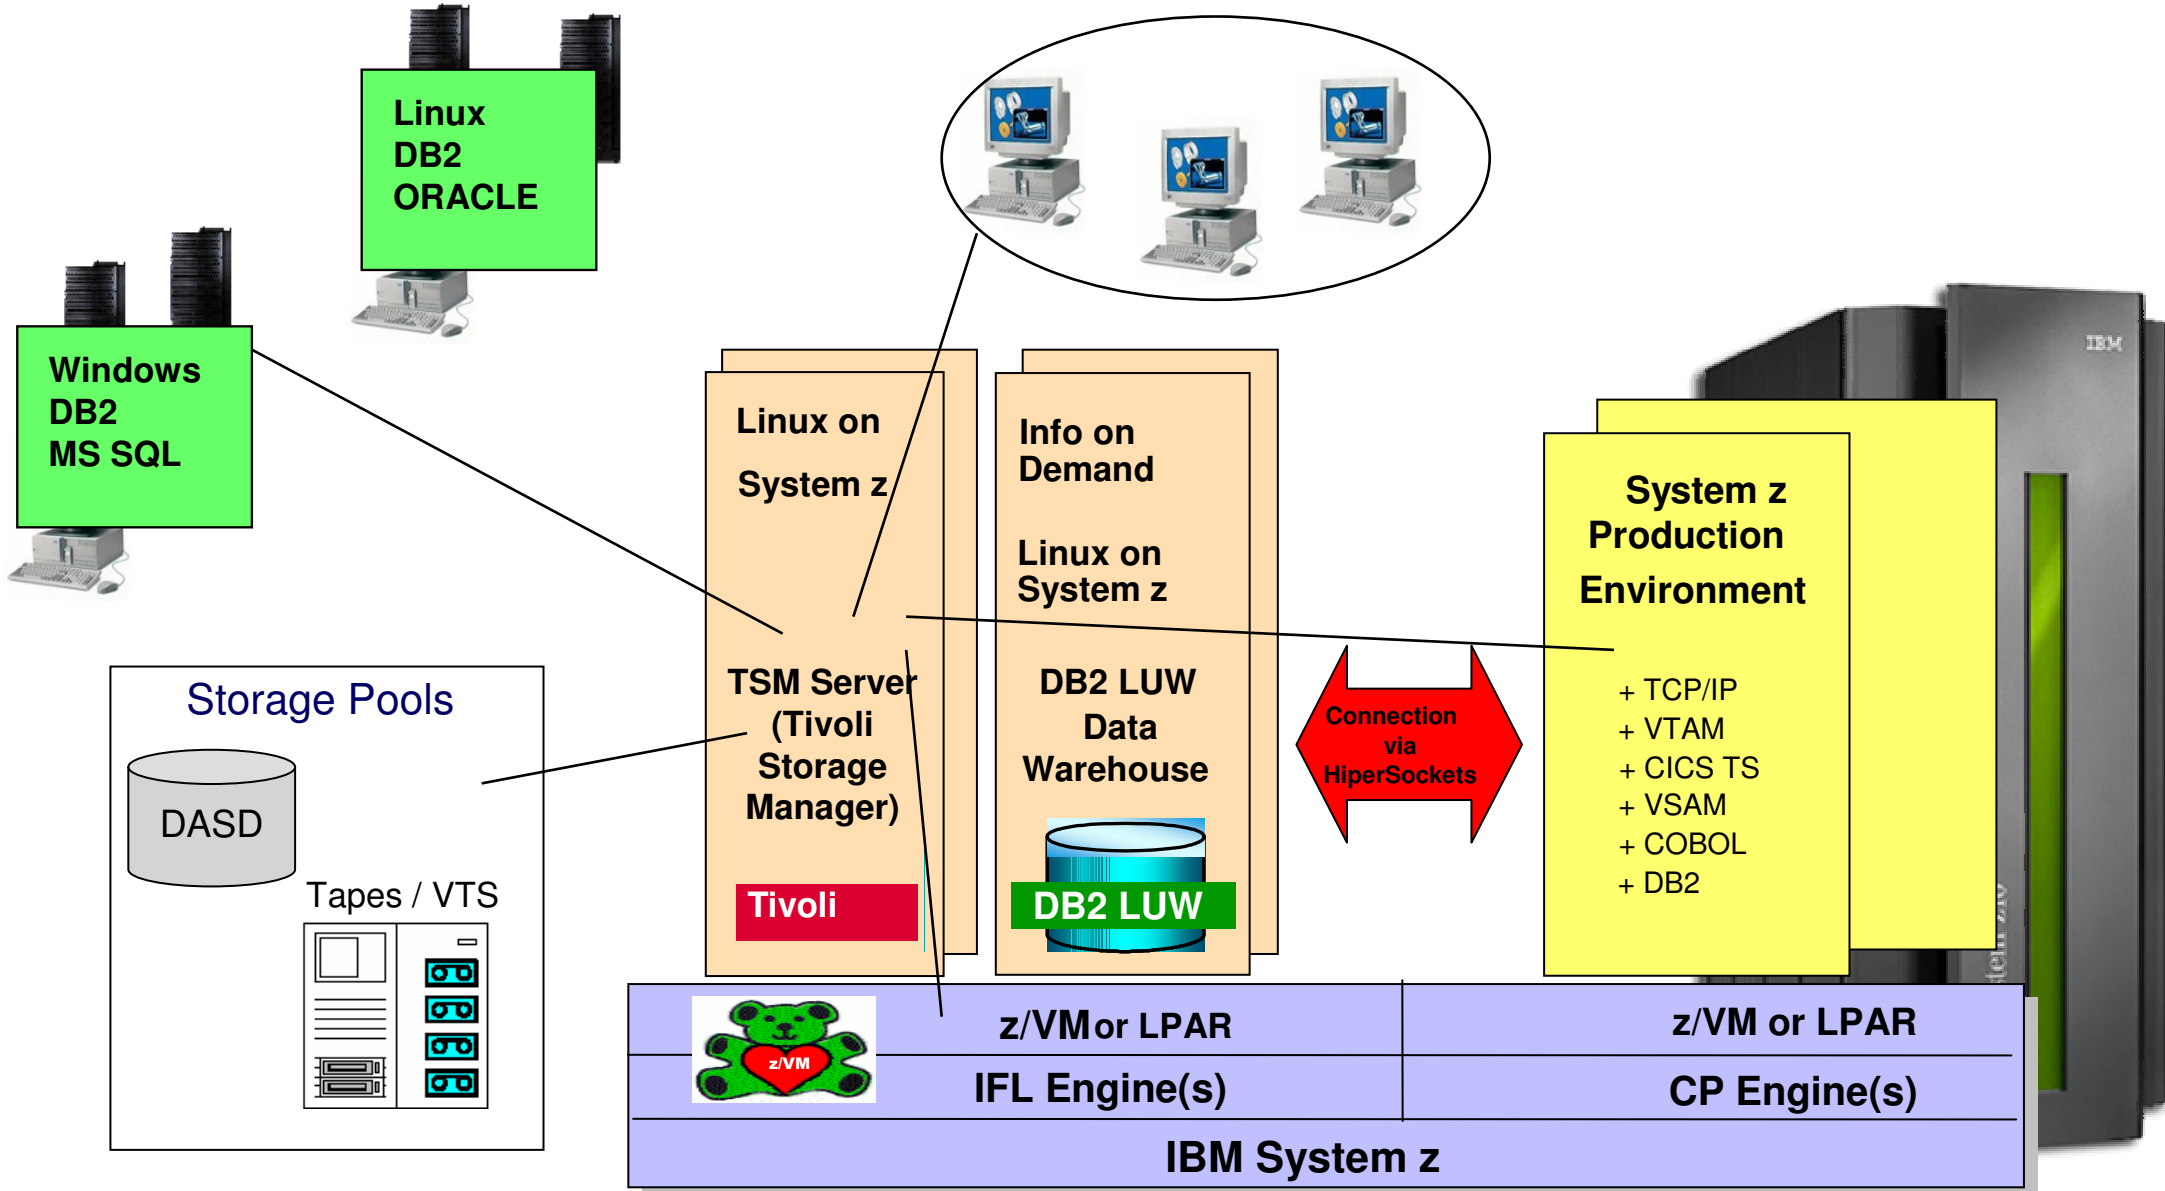 Linux
DB2
ORACLE
Windows
DB2
MS SQL
Storage Pools
DASD
Tapes / VTS
Linux on
System z
TSM Server
(Tivoli
Storage
Manager)
Tivoli
Info on
Demand
Linux on
System z
DB2 LUW
Data
Warehouse
DB2 LUW
Connection
via
HiperSockets
IBM
System z
Production
Environment
+ TCP/IP
+ VTAM
+ CICS TS
+ VSAM
+ COBOL
+ DB2
z/VM
z/VM or LPAR
z/VM or LPAR
IFL Engine(s)
CP Engine(s)
IBM System z